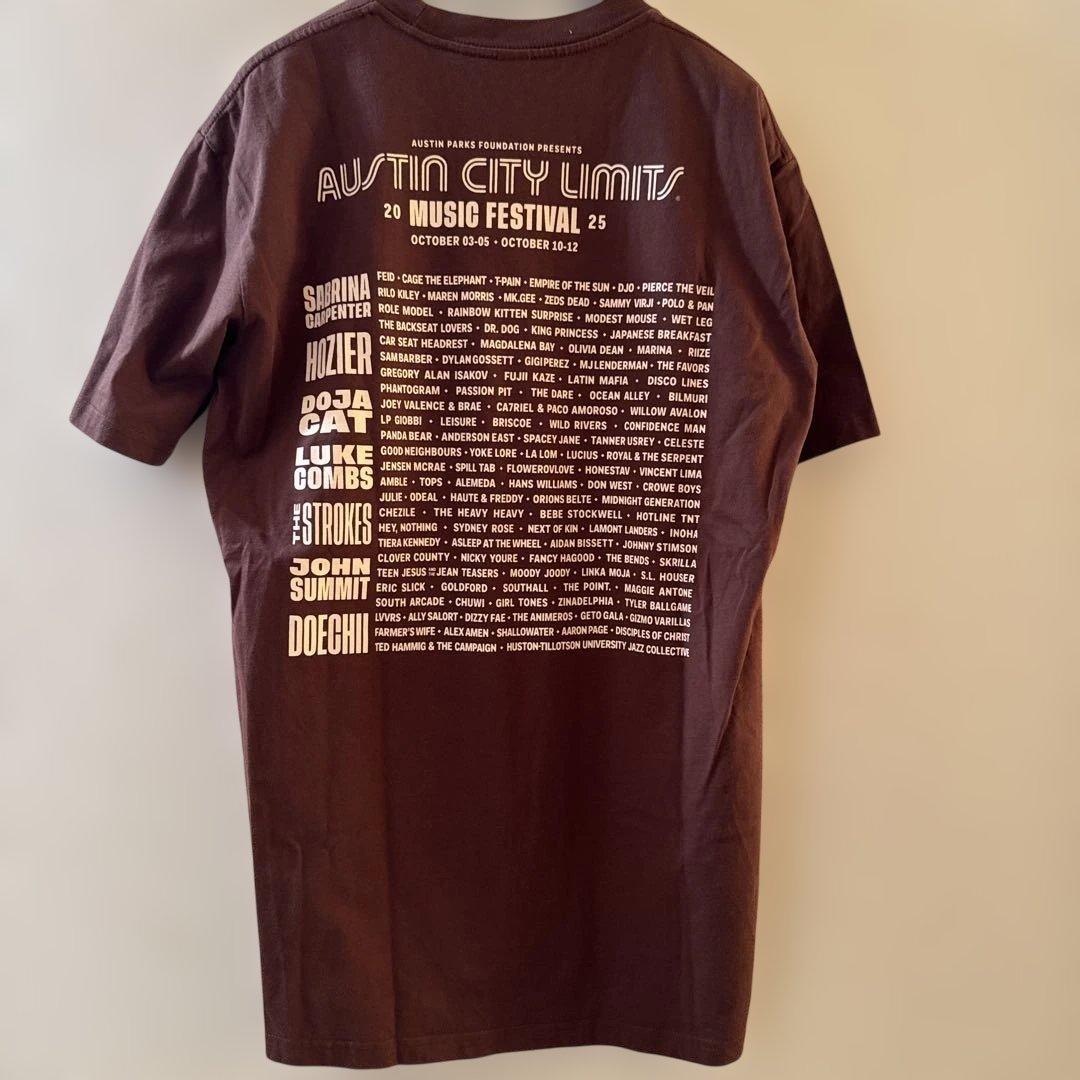 AUSTIN PARKS FOUNDATION PRESENTS
AUSTIN CITY LIMITS
20 MUSIC FESTIVAL 25
OCTOBER 03-05 • OCTOBER 10-12
SABRINA
CARPENTER
HOZIER
DOJA
CAT
LUKE
COMBS
THE STROKES
JOHN
SUMMIT
DOECHII
FEID • CAGE THE ELEPHANT • T-PAIN • EMPIRE OF THE SUN • DJO • PIERCE THE VEIL
RILO KILEY • MAREN MORRIS • MK.GEE • ZEDS DEAD • SAMMY VIRJI • POLO & PAN
ROLE MODEL • RAINBOW KITTEN SURPRISE • MODEST MOUSE • WET LEG
THE BACKSEAT LOVERS • DR. DOG • KING PRINCESS • JAPANESE BREAKFAST
CAR SEAT HEADREST • MAGDALENA BAY • OLIVIA DEAN • MARINA • RIIZE
SAM BARBER • DYLAN GOSSETT • GIGI PEREZ • MJ LENDERMAN • THE FAVORS
GREGORY ALAN ISAKOV • FUJII KAZE • LATIN MAFIA • DISCO LINES
PHANTOGRAM • PASSION PIT • THE DARE • OCEAN ALLEY • BILMURI
JOEY VALENCE & BRAE • CA7RIEL & PACO AMOROSO • WILLOW AVALON
LP GIOBBI • LEISURE • BRISCOE • WILD RIVERS • CONFIDENCE MAN
PANDA BEAR • ANDERSON EAST • SPACEY JANE • TANNER USREY • CELESTE
GOOD NEIGHBOURS • YOKE LORE • LA LOM • LUCIUS • ROYAL & THE SERPENT
JENSEN MCRAE • SPILL TAB • FLOWEROVLOVE • HONESTAV • VINCENT LIMA
AMBLE • TOPS • ALEMEDA • HANS WILLIAMS • DON WEST • CROWE BOYS
JULIE • ODEAL • HAUTE & FREDDY • ORIONS BELTE • MIDNIGHT GENERATION
CHEZILE • THE HEAVY HEAVY • BEBE STOCKWELL • HOTLINE TNT
HEY, NOTHING • SYDNEY ROSE • NEXT OF KIN • LAMONT LANDERS • INOHA
TIERA KENNEDY • ASLEEP AT THE WHEEL • AIDAN BISSETT • JOHNNY STIMSON
CLOVER COUNTY • NICKY YOURE • FANCY HAGOOD • THE BENDS • SKRILLA
TEEN JESUS AND THE JEAN TEASERS • MOODY JOODY • LINKA MOJA • S.L. HOUSER
ERIC SLICK • GOLDFORD • SOUTHALL • THE POINT. • MAGGIE ANTONE
SOUTH ARCADE • CHUWI • GIRL TONES • ZINADELPHIA • TYLER BALLGAME
LVVRS • ALLY SALORT • DIZZY FAE • THE ANIMEROS • GETO GALA • GIZMO VARILLAS
FARMER'S WIFE • ALEX AMEN • SHALLOWATER • AARON PAGE • DISCIPLES OF CHRIST
TED HAMMIG & THE CAMPAIGN • HUSTON-TILLOTSON UNIVERSITY JAZZ COLLECTIVE